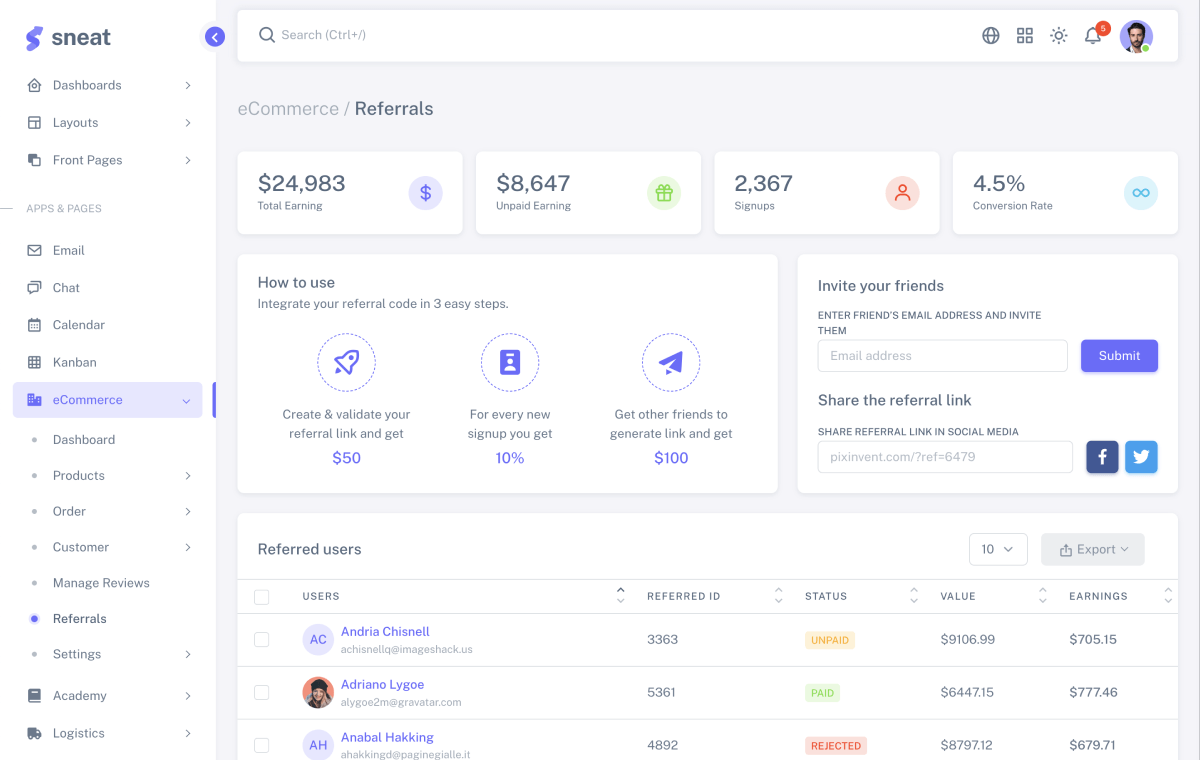 sneat
Search (Ctrl+/)
5
Dashboards
Layouts
Front Pages
APPS & PAGES
Email
Chat
Calendar
Kanban
eCommerce
Dashboard
Products
Order
Customer
Manage Reviews
Referrals
Settings
Academy
Logistics
eCommerce / Referrals
$24,983
Total Earning
$
$8,647
Unpaid Earning
2,367
Signups
4.5%
Conversion Rate
How to use
Integrate your referral code in 3 easy steps.
Create & validate your
referral link and get
$50
For every new
signup you get
10%
Get other friends to
generate link and get
$100
Invite your friends
ENTER FRIEND'S EMAIL ADDRESS AND INVITE
THEM
Email address
Submit
Share the referral link
SHARE REFERRAL LINK IN SOCIAL MEDIA
pixinvent.com/?ref=6479
Referred users
10
Export
USERS REFERRED ID STATUS VALUE EARNINGS
AC Andria Chisnell 3363 UNPAID $9106.99 $705.15
achisnellq@imageshack.us
Adriano Lygoe 5361 PAID $6447.15 $777.46
alygoe2m@gravatar.com
AH Anabal Hakking 4892 REJECTED $8797.12 $679.71
ahakkingd@paginegialle.it